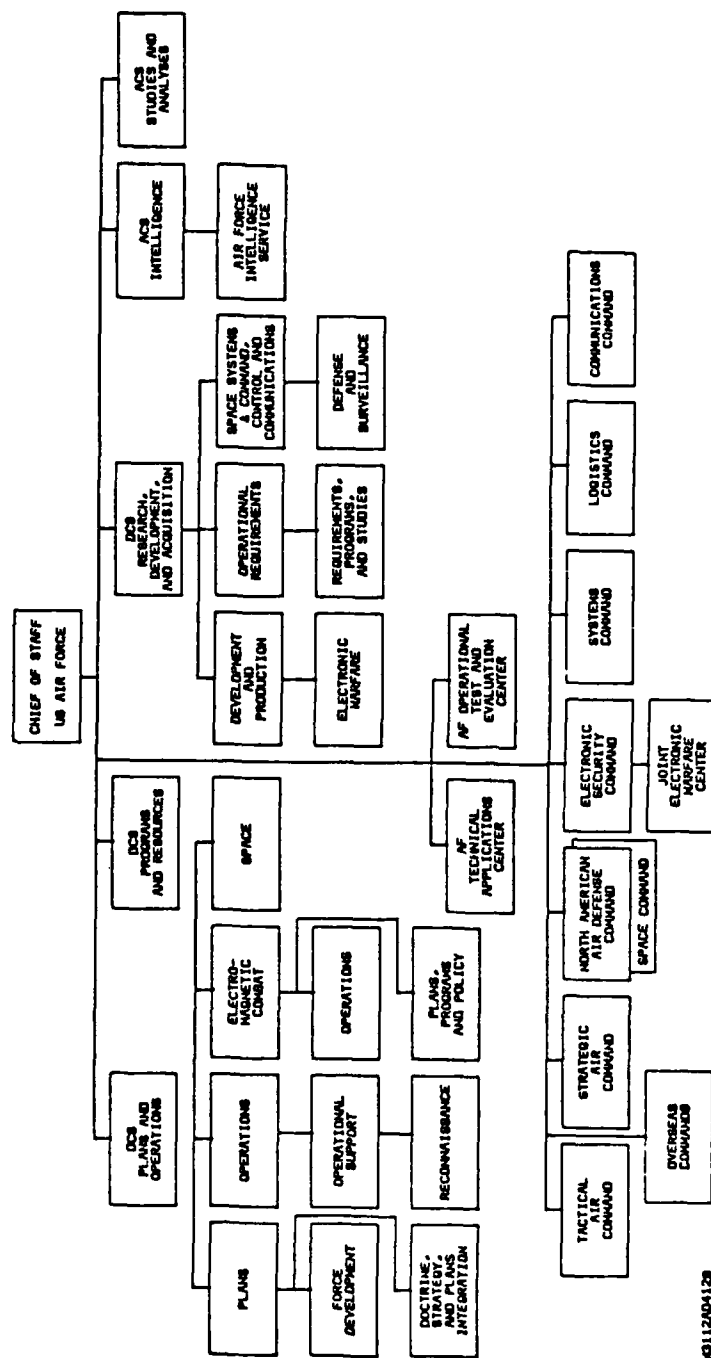 CHIEF OF STAFF
US AIR FORCE
DCS
PLANS AND
OPERATIONS
DCS
PROGRAMS
AND RESOURCES
DCS
RESEARCH,
DEVELOPMENT,
AND ACQUISITION
ACS
INTELLIGENCE
ACS
STUDIES AND
ANALYSES
PLANS
OPERATIONS
ELECTRO-
MAGNETIC
COMBAT
SPACE
DEVELOPMENT
AND
PRODUCTION
OPERATIONAL
REQUIREMENTS
SPACE SYSTEMS
& COMMAND,
CONTROL AND
COMMUNICATIONS
AIR FORCE
INTELLIGENCE
SERVICE
FORCE
DEVELOPMENT
OPERATIONAL
SUPPORT
OPERATIONS
ELECTRONIC
WARFARE
REQUIREMENTS,
PROGRAMS,
AND STUDIES
DEFENSE
AND
SURVEILLANCE
DOCTRINE,
STRATEGY,
AND PLANS
INTEGRATION
RECONNAISSANCE
PLANS,
PROGRAMS
AND POLICY
AF
TECHNICAL
APPLICATIONS
CENTER
AF OPERATIONAL
TEST AND
EVALUATION
CENTER
TACTICAL
AIR
COMMAND
STRATEGIC
AIR
COMMAND
NORTH AMERICAN
AIR DEFENSE
COMMAND
SPACE COMMAND
ELECTRONIC
SECURITY
COMMAND
SYSTEMS
COMMAND
LOGISTICS
COMMAND
COMMUNICATIONS
COMMAND
OVERSEAS
COMMANDS
JOINT
ELECTRONIC
WARFARE
CENTER